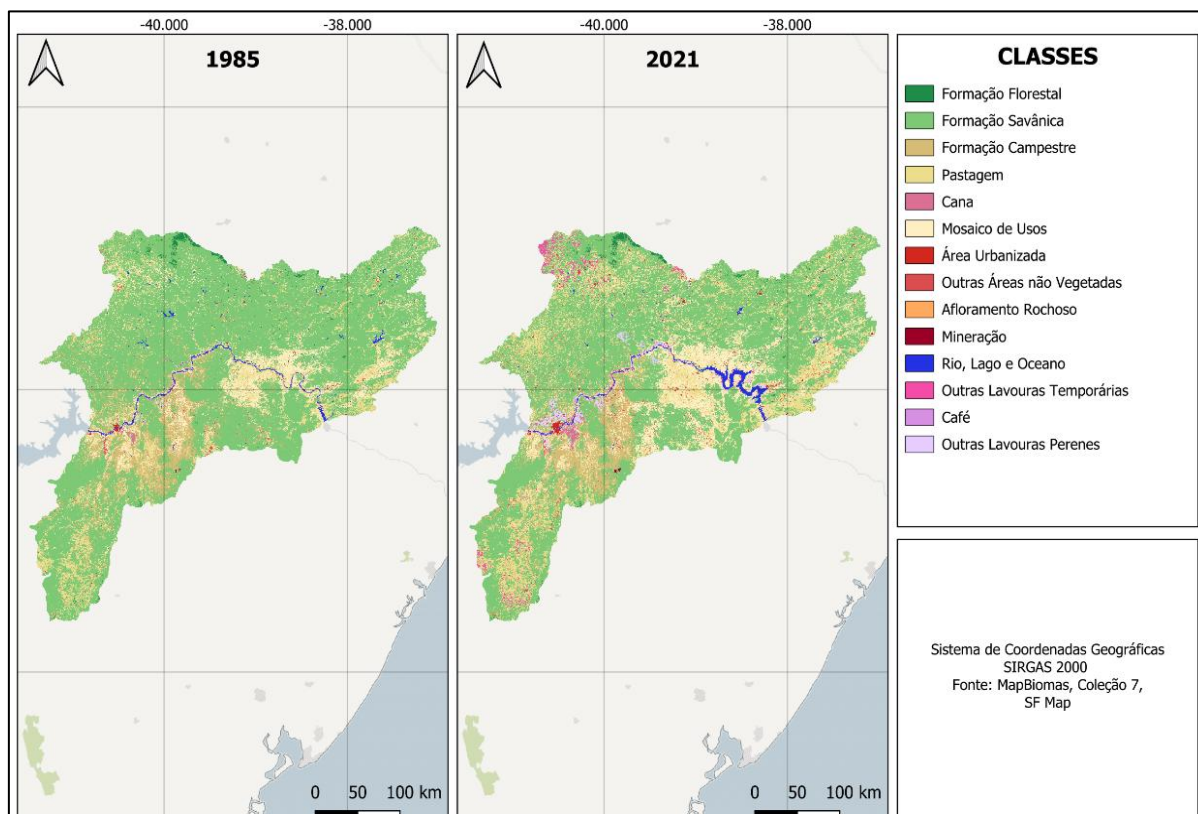 -40.000
-38.000
-40.000
-38.000
1985
2021
0 50 100 km
0 50 100 km
CLASSES
Formação Florestal
Formação Savânica
Formação Campestre
Pastagem
Cana
Mosaico de Usos
Área Urbanizada
Outras Áreas não Vegetadas
Afloramento Rochoso
Mineração
Rio, Lago e Oceano
Outras Lavouras Temporárias
Café
Outras Lavouras Perenes
Sistema de Coordenadas Geográficas
SIRGAS 2000
Fonte: MapBiomas, Coleção 7,
SF Map